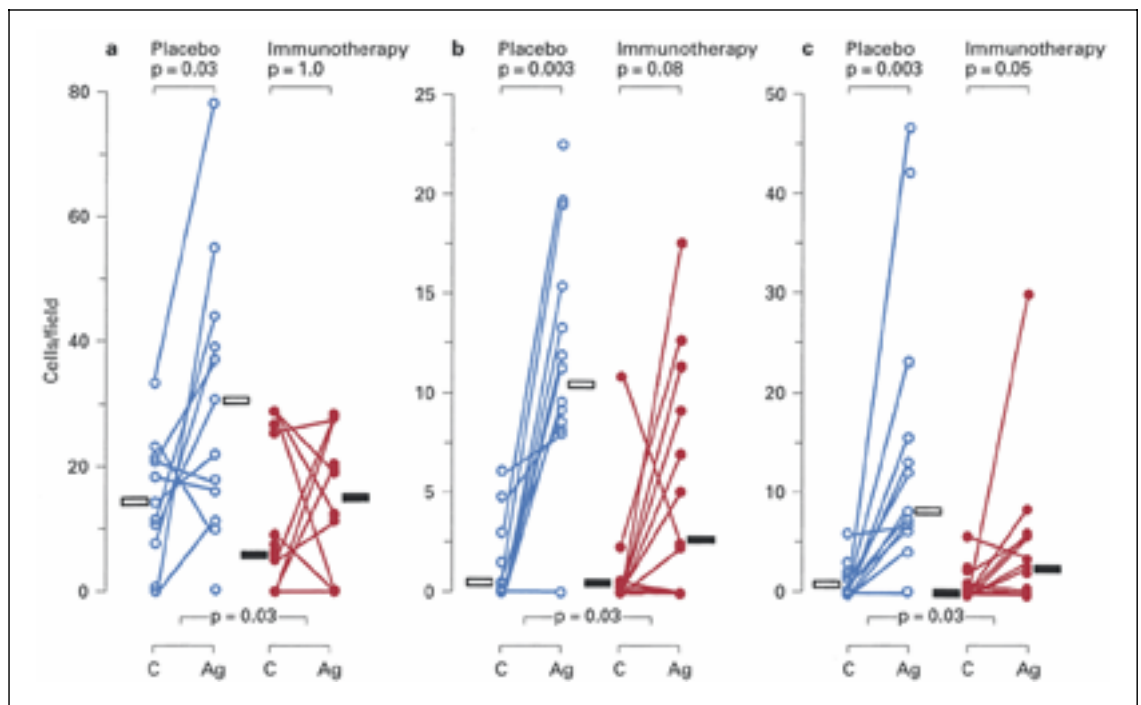 a Placebo Immunotherapy b Placebo Immunotherapy c Placebo Immunotherapy
p = 0.03 p = 1.0 p = 0.003 p = 0.08 p = 0.003 p = 0.05
80 25 50
60 20 40
40 15 30
20 10 20
0 5 10
0 0
Cells/field
p = 0.03 p = 0.03 p = 0.03
C Ag C Ag C Ag C Ag C Ag C Ag